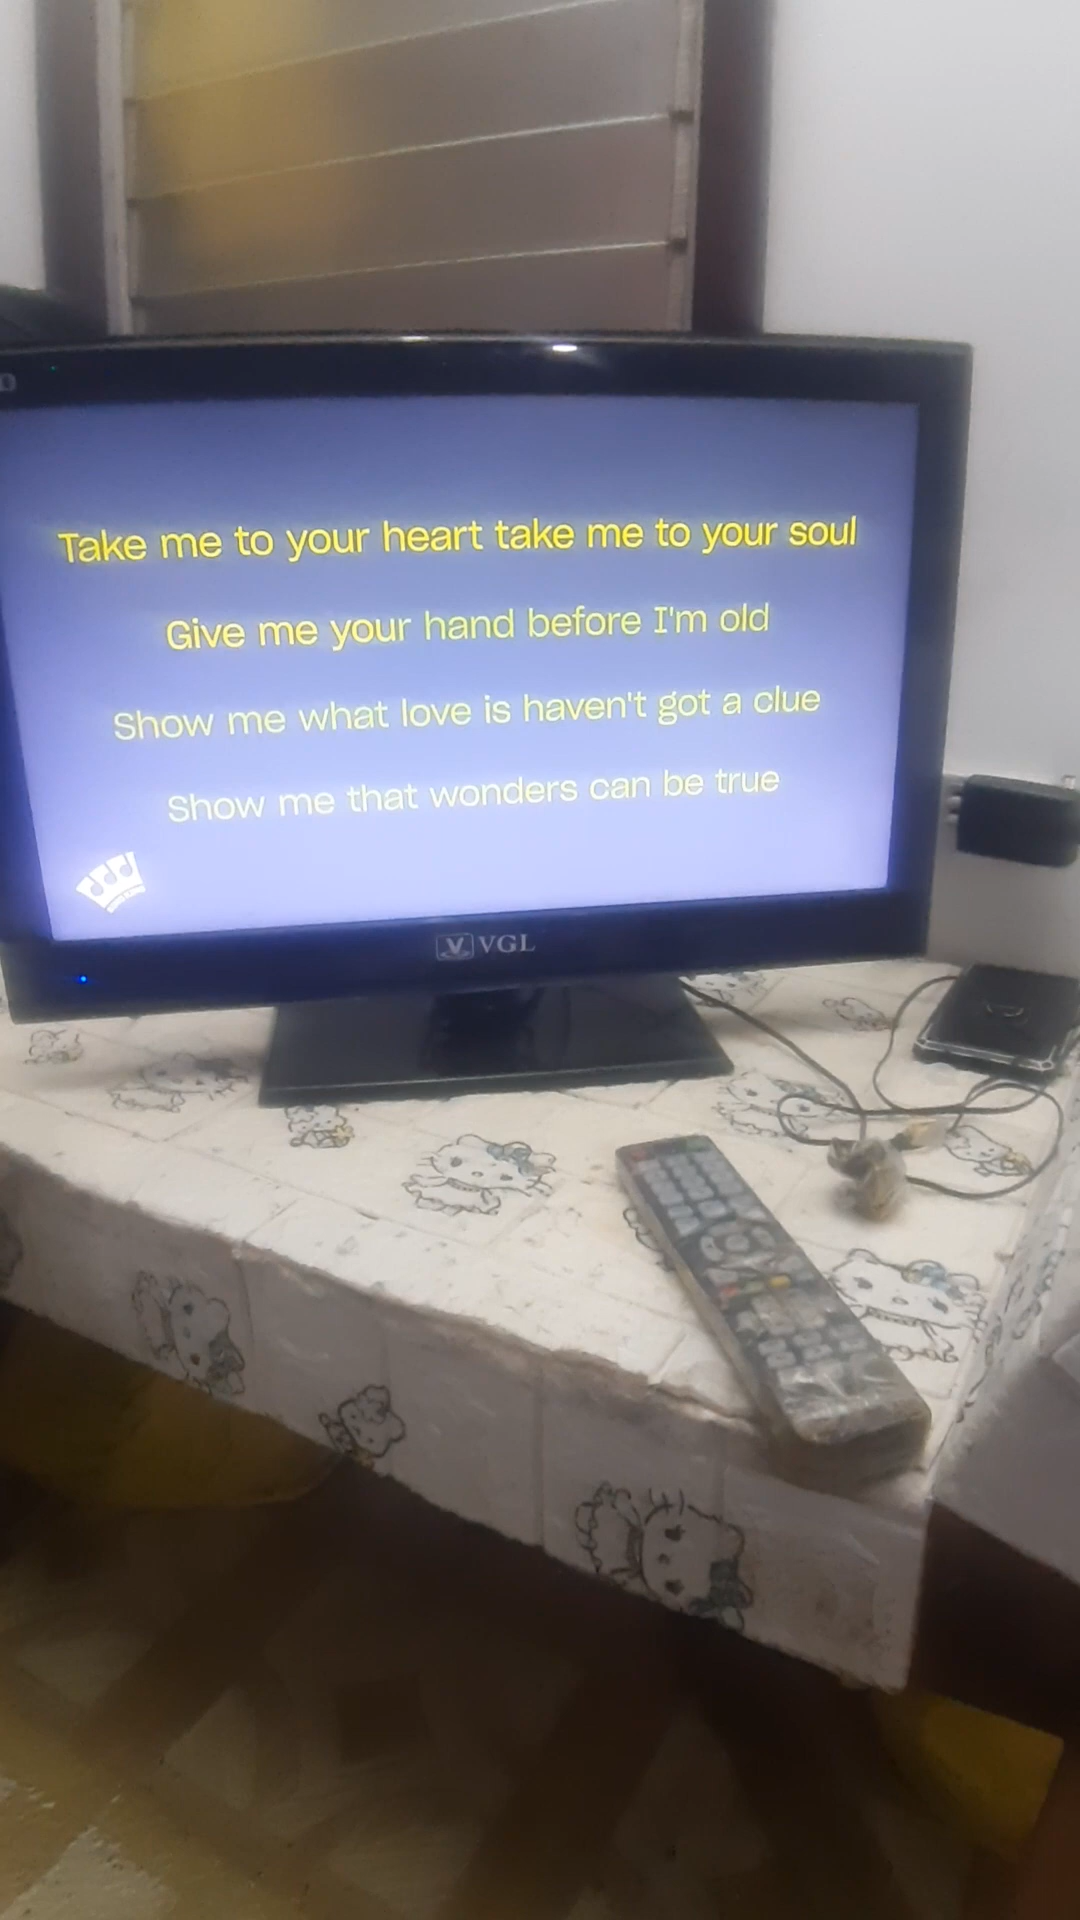 Take me to your heart take me to your soul
Give me your hand before I'm old
Show me what love is haven't got a clue
Show me that wonders can be true
VGL